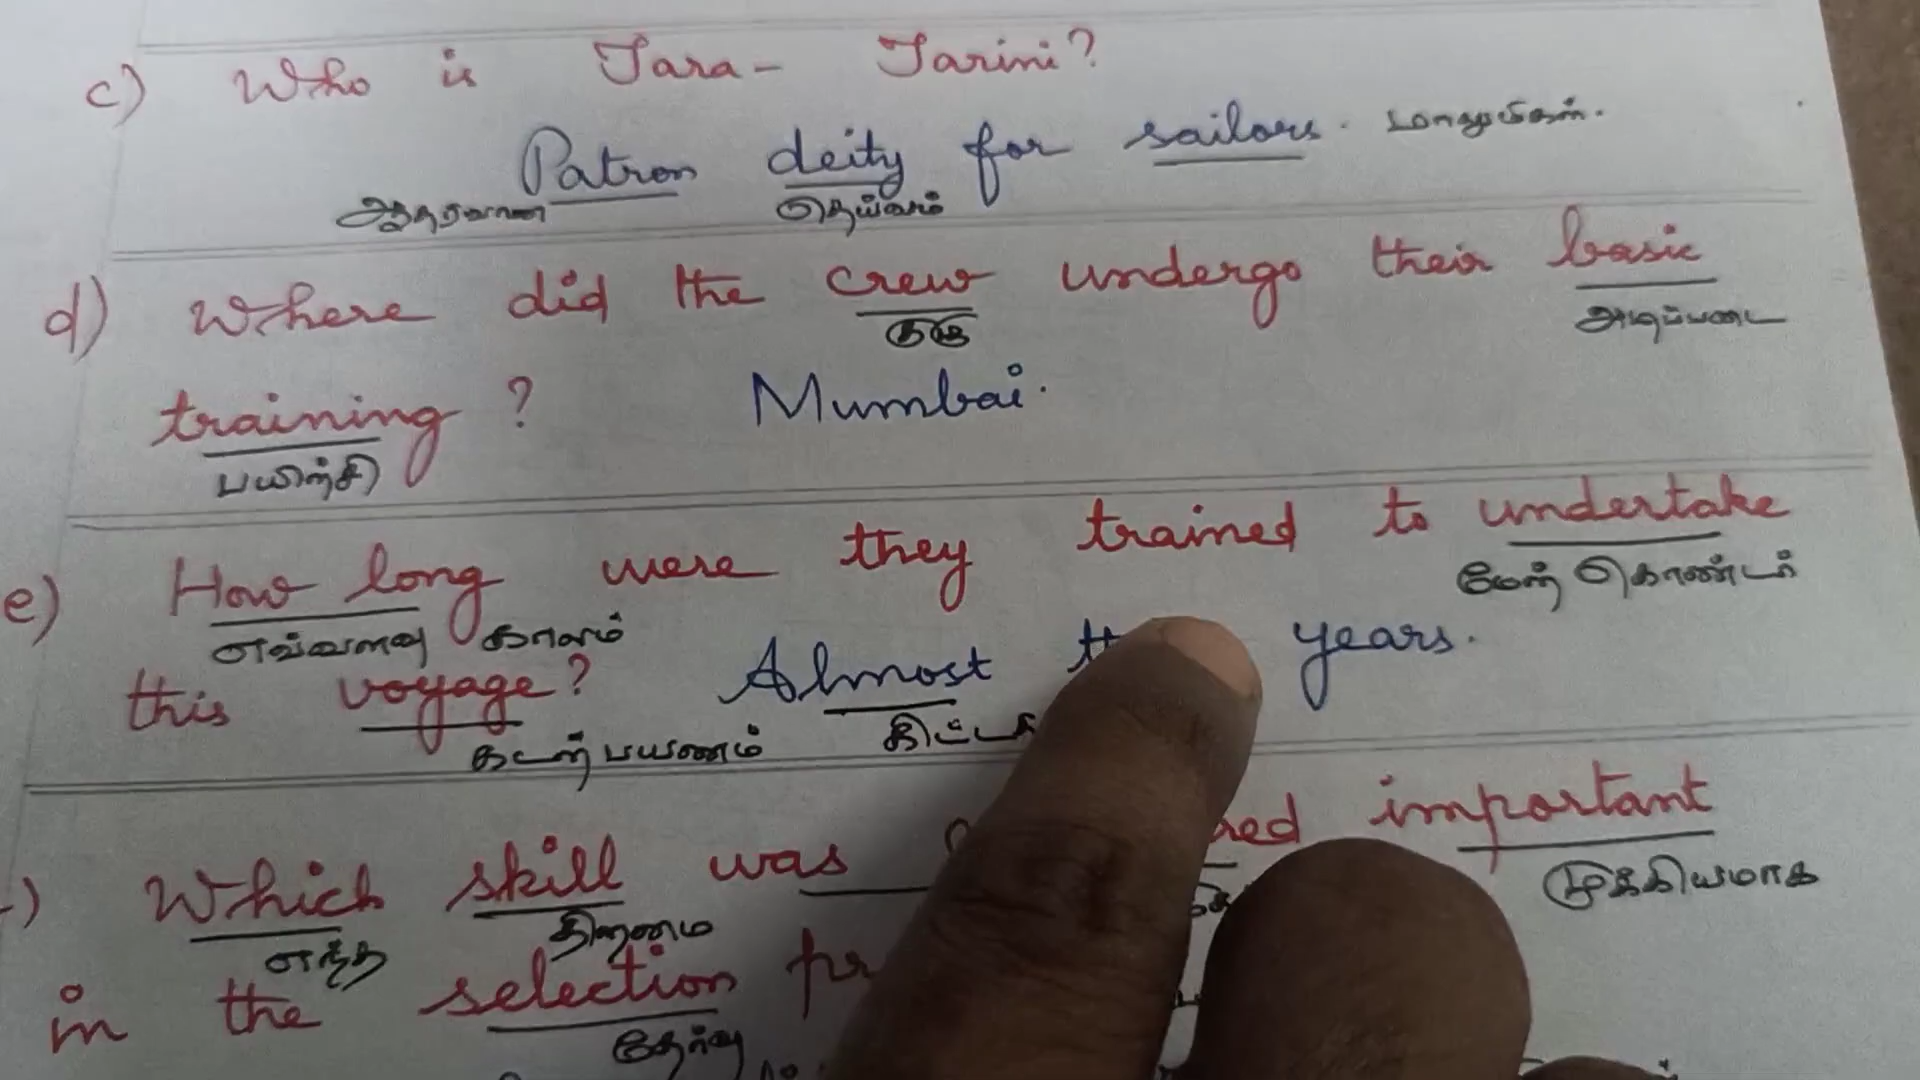 c) Who is Tara- Tarini?
Patron deity for sailors. மாலுமிகள்.
ஆதரவான தெய்வம்
d) Where did the crew undergo their basic
குழு அடிப்படை
training ? Mumbai.
பயிற்சி
e) How long were they trained to undertake
எவ்வளவு காலம் மேற் கொண்டர்
this voyage? Almost years.
கடற் பயணம்
Which skill was important
எந்த திறமை முக்கியமாக
in the selection
தேர்வு